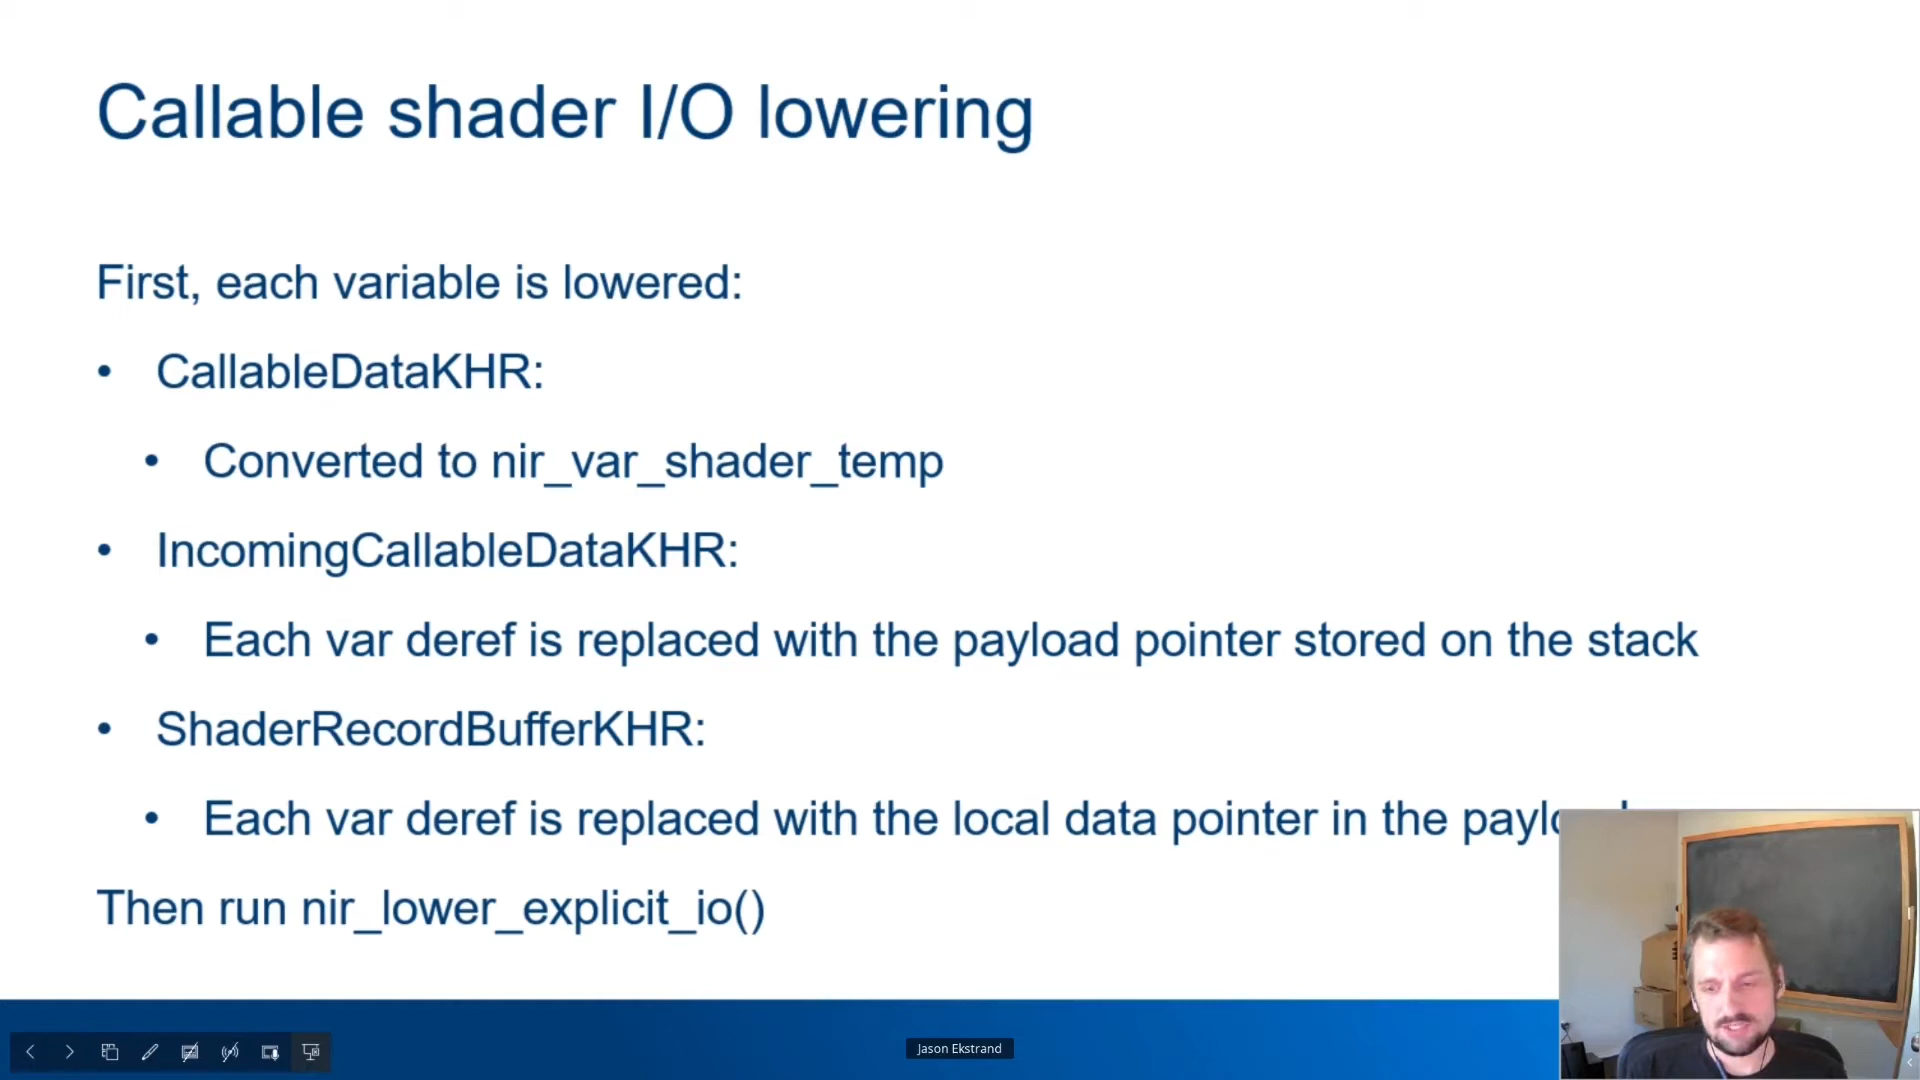 Callable shader I/O lowering
First, each variable is lowered:
• CallableDataKHR:
• Converted to nir_var_shader_temp
• IncomingCallableDataKHR:
• Each var deref is replaced with the payload pointer stored on the stack
• ShaderRecordBufferKHR:
• Each var deref is replaced with the local data pointer in the
Then run nir_lower_explicit_io()
Jason Ekstrand